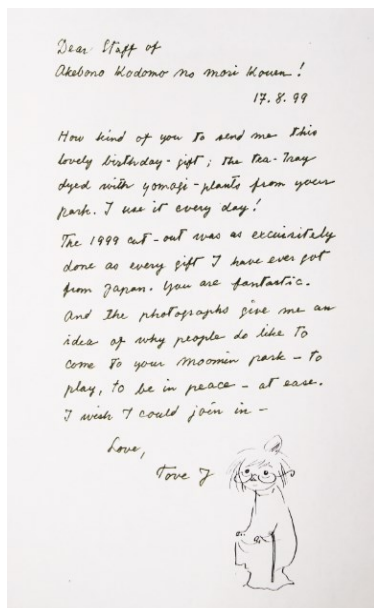 Dear Staff of
Akebono Kodomo no mori Kouen!
17.8.99
How kind of you to send me this
lovely birthday-gift; the tea-tray
dyed with yomogi-plants from your
park. I use it every day!
The 1999 cut-out was as excuisitely
done as every gift I have ever got
from Japan. You are fantastic.
And the photographs give me an
idea of why people do like to
come to your Moomin park - to
play, to be in peace - at ease.
I wish I could join in -
Love,
Tove J